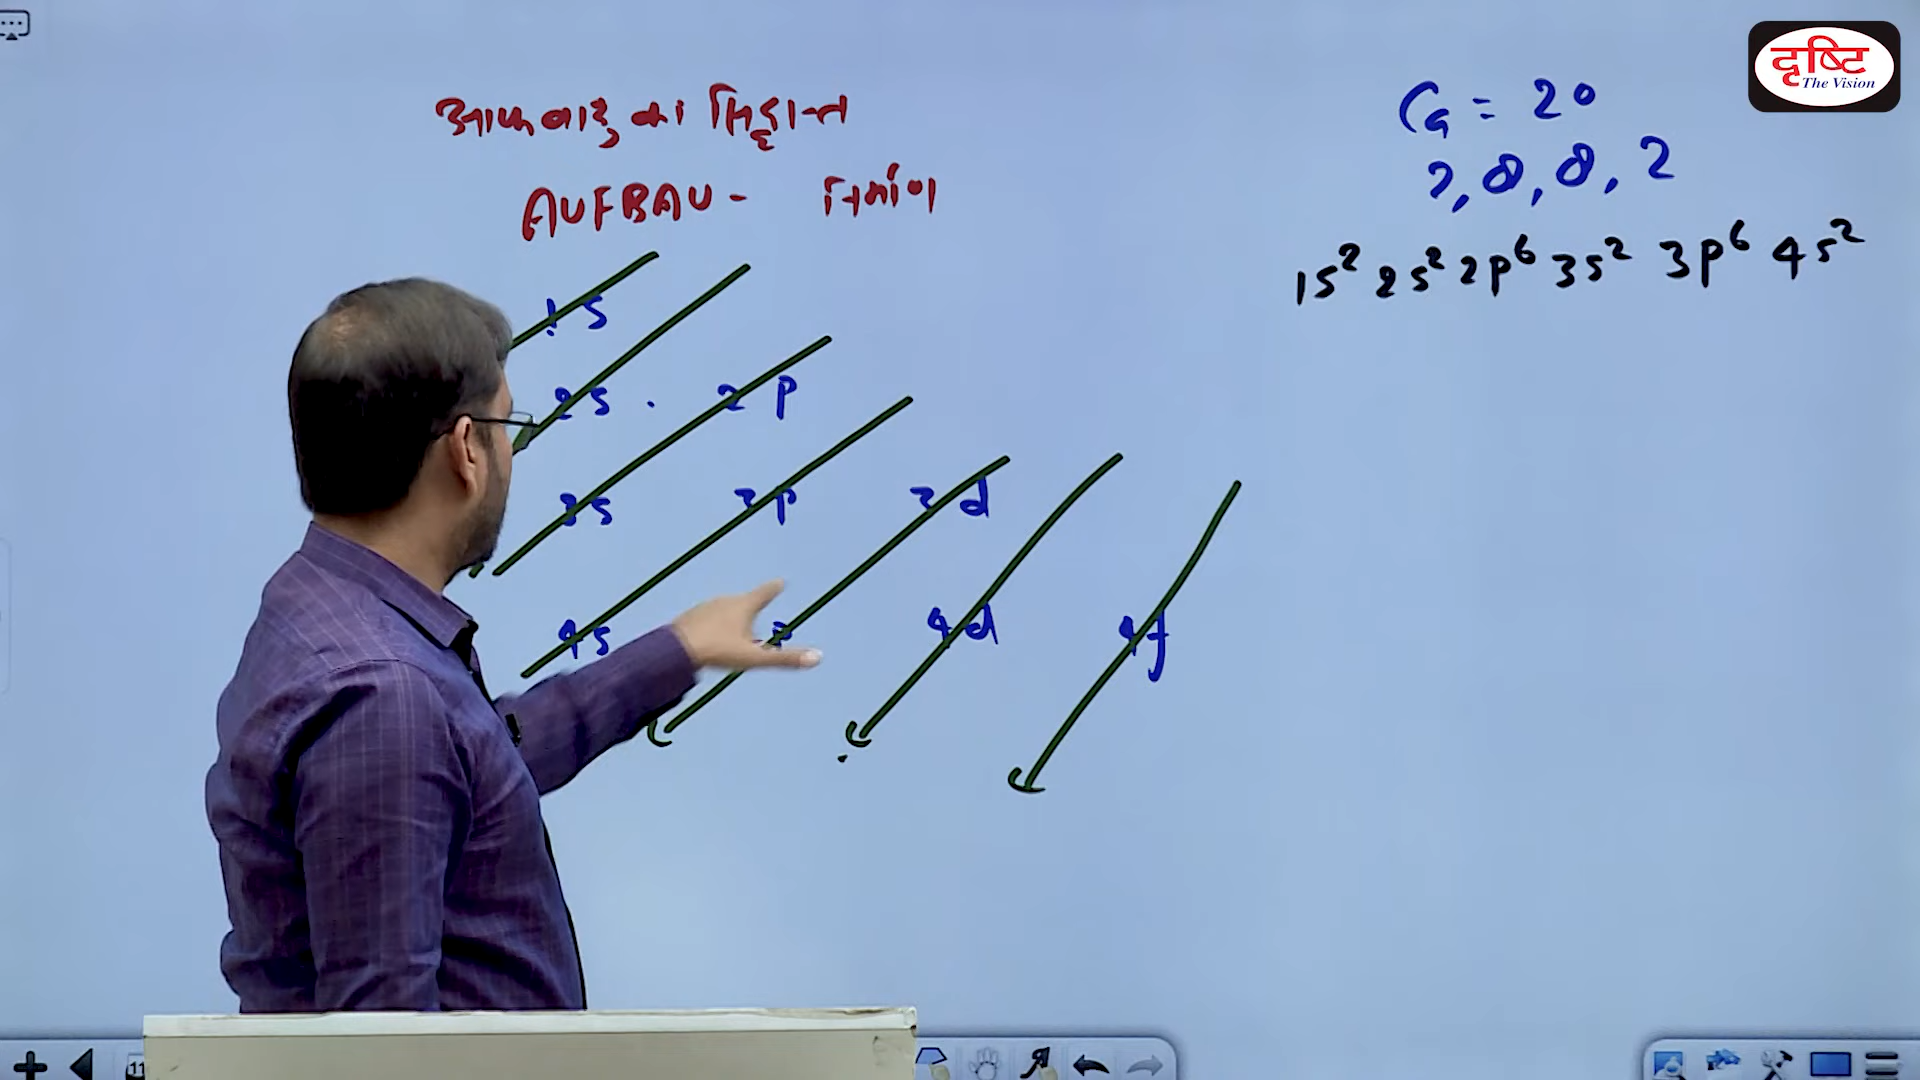 दृष्टि
The Vision
आफबाऊ का सिद्धान्त
AUFBAU - निर्माण
Ca = 20
2, 8, 8, 2
1s² 2s² 2p⁶ 3s² 3p⁶ 4s²
1s
2s . 2p
3s 3p 3d
4s p 4d 4f
11